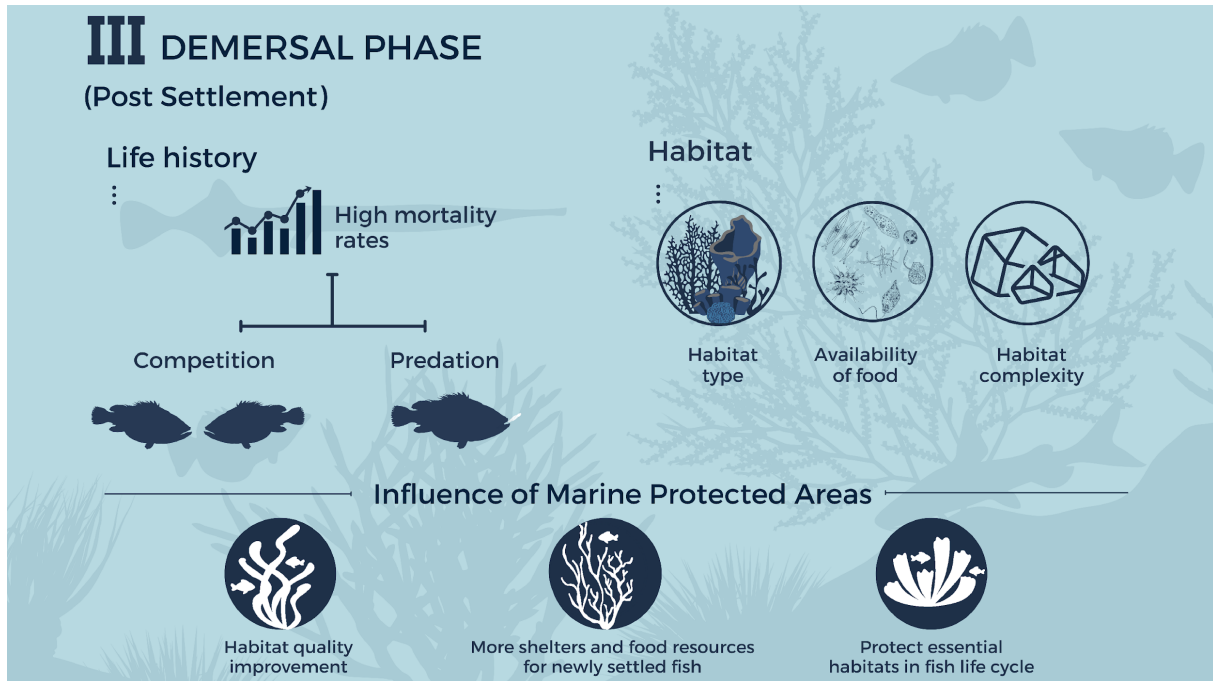 III DEMERSAL PHASE
(Post Settlement)
Life history
High mortality
rates
Competition
Predation
Habitat
Habitat
type
Availability
of food
Habitat
complexity
Influence of Marine Protected Areas
Habitat quality
improvement
More shelters and food resources
for newly settled fish
Protect essential
habitats in fish life cycle